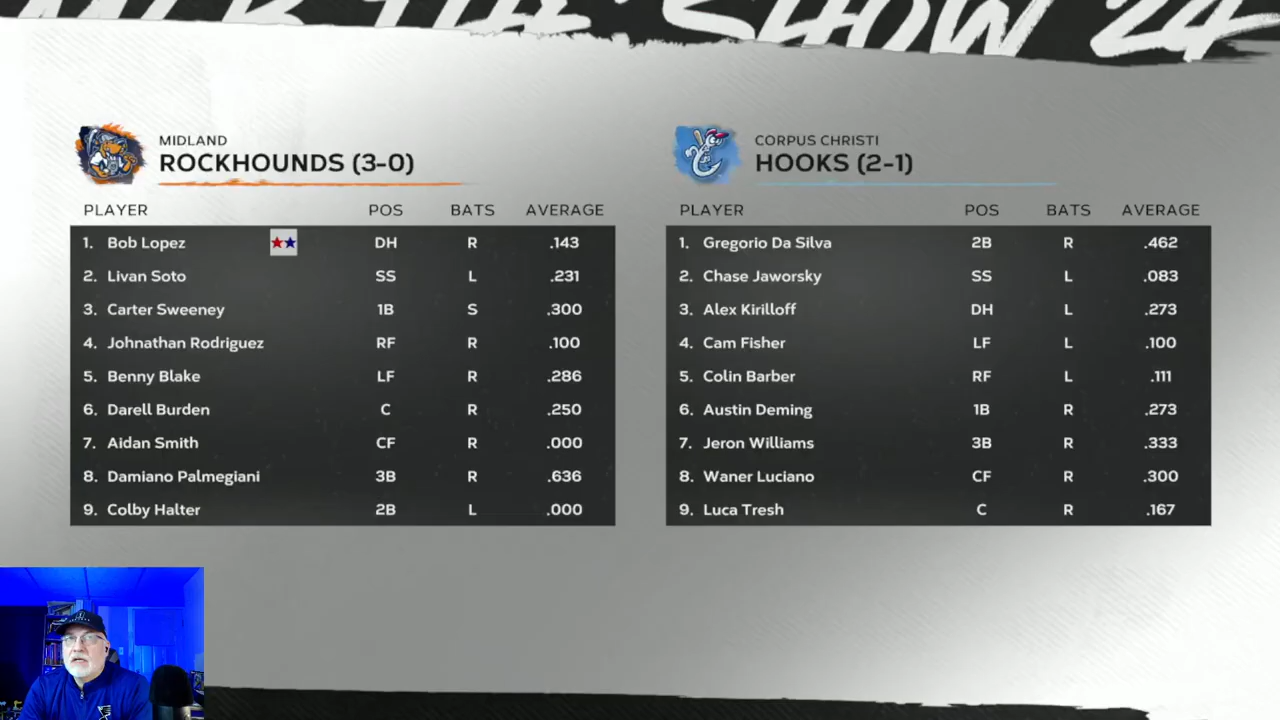 MLB THE SHOW 24
MIDLAND
ROCKHOUNDS (3-0)
PLAYER POS BATS AVERAGE
1. Bob Lopez DH R .143
2. Livan Soto SS L .231
3. Carter Sweeney 1B S .300
4. Johnathan Rodriguez RF R .100
5. Benny Blake LF R .286
6. Darell Burden C R .250
7. Aidan Smith CF R .000
8. Damiano Palmegiani 3B R .636
9. Colby Halter 2B L .000
CORPUS CHRISTI
HOOKS (2-1)
PLAYER POS BATS AVERAGE
1. Gregorio Da Silva 2B R .462
2. Chase Jaworsky SS L .083
3. Alex Kirilloff DH L .273
4. Cam Fisher LF L .100
5. Colin Barber RF L .111
6. Austin Deming 1B R .273
7. Jeron Williams 3B R .333
8. Waner Luciano CF R .300
9. Luca Tresh C R .167